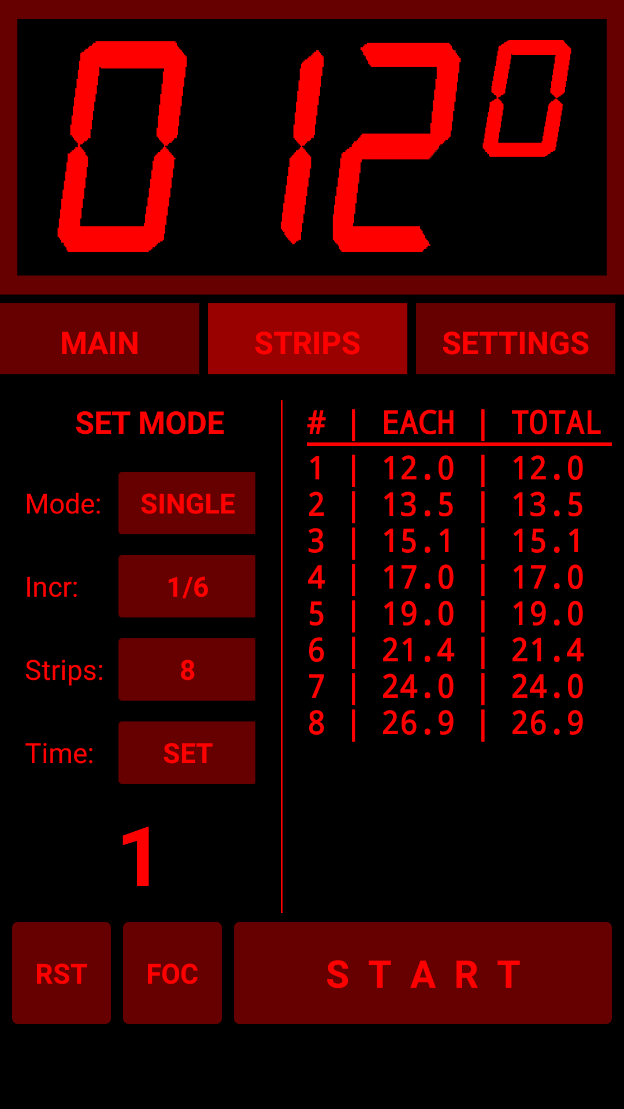 012⁰
MAIN STRIPS SETTINGS
SET MODE
Mode: SINGLE
Incr: 1/6
Strips: 8
Time: SET
1
# | EACH | TOTAL
1 | 12.0 | 12.0
2 | 13.5 | 13.5
3 | 15.1 | 15.1
4 | 17.0 | 17.0
5 | 19.0 | 19.0
6 | 21.4 | 21.4
7 | 24.0 | 24.0
8 | 26.9 | 26.9
RST FOC START